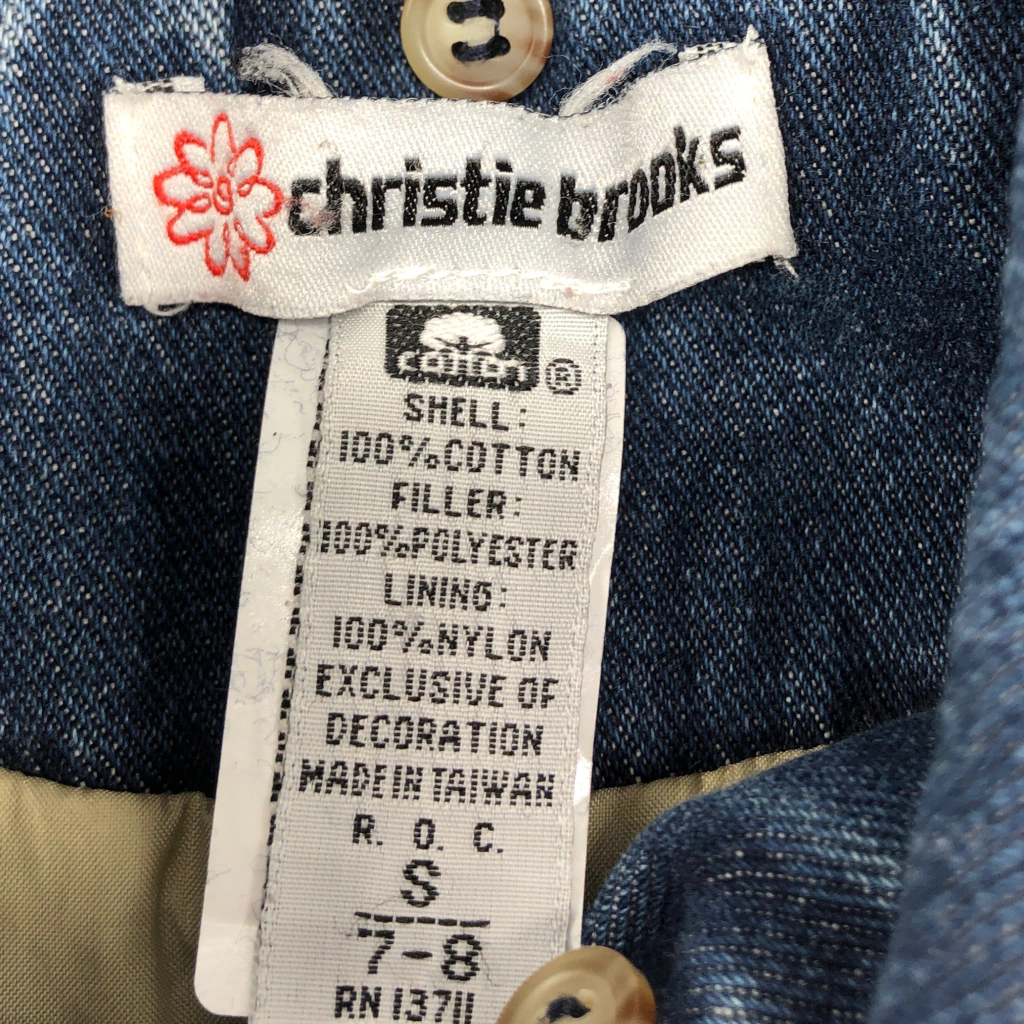 christie brooks
cotton ®
SHELL:
100%COTTON
FILLER:
100%POLYESTER
LINING:
100%NYLON
EXCLUSIVE OF
DECORATION
MADE IN TAIWAN
R. O. C.
S
7-8
RN 13711